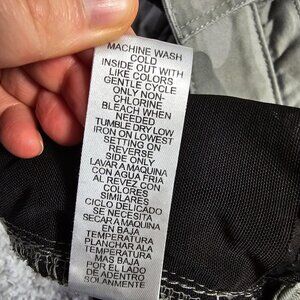 MACHINE WASH
COLD
INSIDE OUT WITH
LIKE COLORS
GENTLE CYCLE
ONLY NON-
CHLORINE
BLEACH WHEN
NEEDED
TUMBLE DRY LOW
IRON ON LOWEST
SETTING ON
REVERSE
SIDE ONLY
LAVAR A MAQUINA
CON AGUA FRIA
AL REVEZ CON
COLORES
SIMILARES
CICLO DELICADO
SE NECESITA
SECAR A MAQUINA
EN BAJA
TEMPERATURA
PLANCHAR A LA
TEMPERATURA
MAS BAJA
POR EL LADO
DE ADENTRO
SOLANMENTE